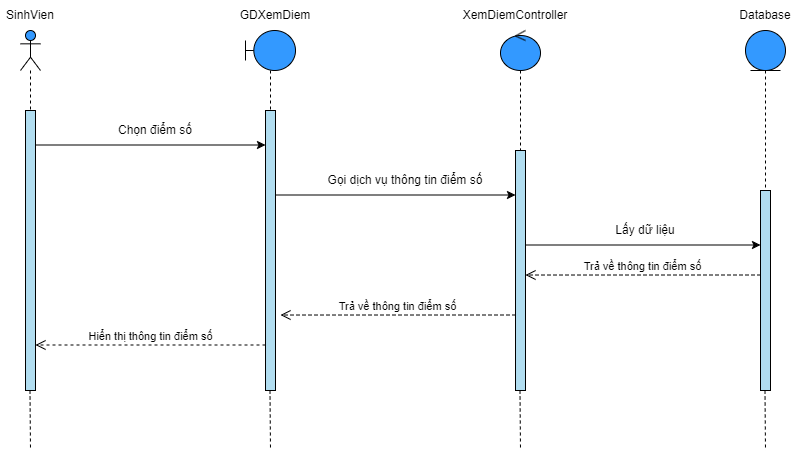 SinhVien
GDXemDiem
XemDiemController
Database
Chọn điểm số
Gọi dịch vụ thông tin điểm số
Lấy dữ liệu
Trả về thông tin điểm số
Trả về thông tin điểm số
Hiển thị thông tin điểm số